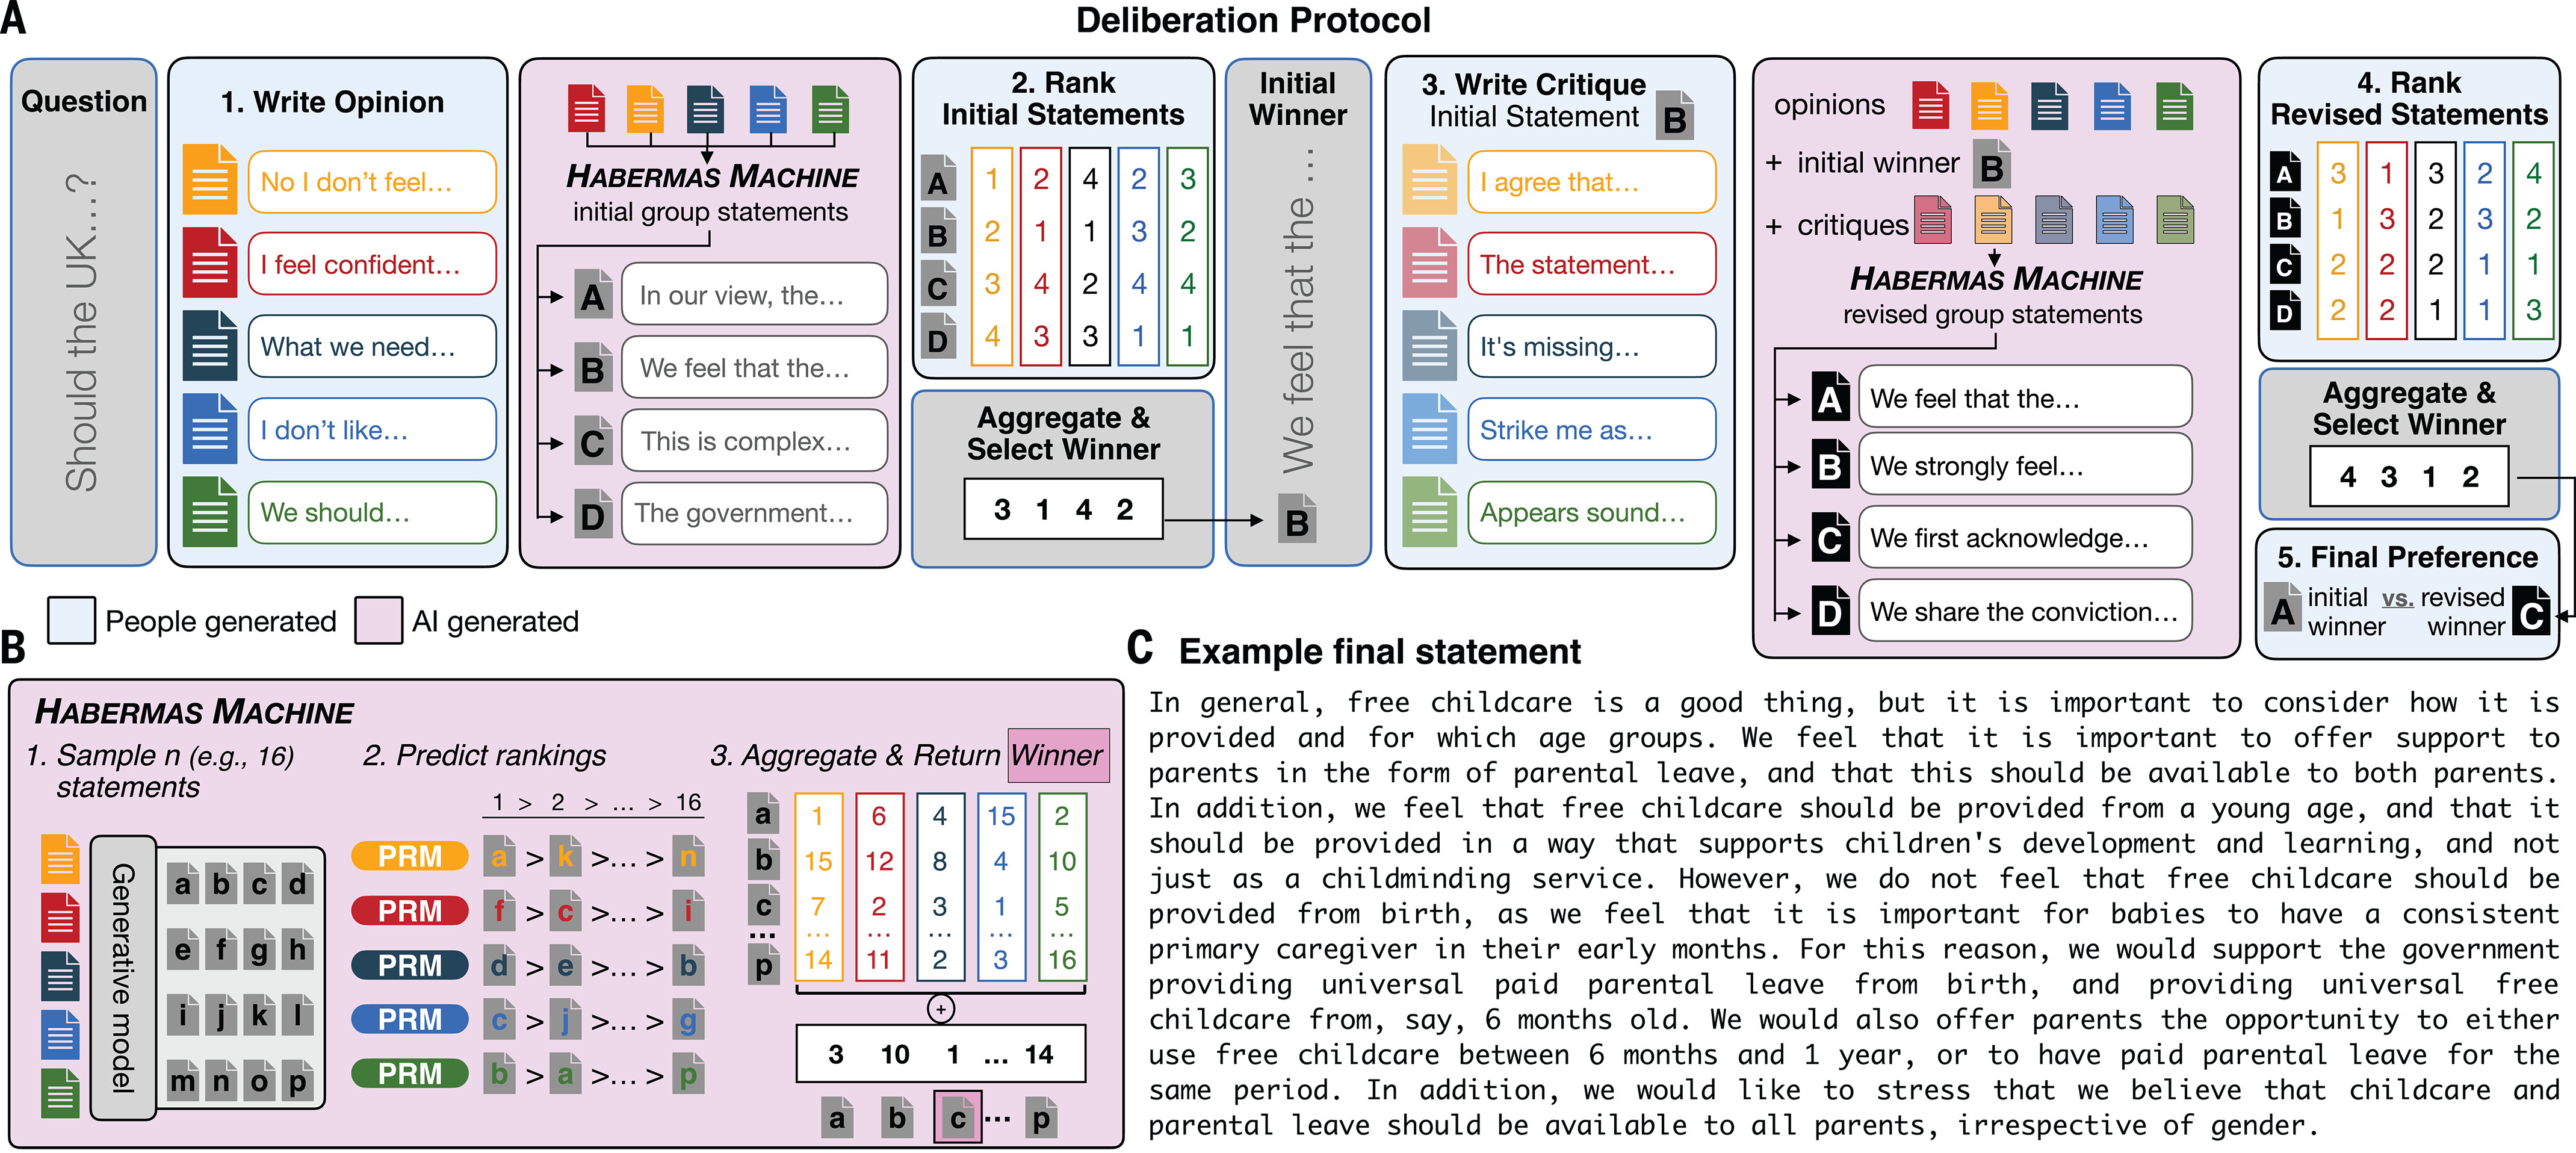 A
Deliberation Protocol
Question
Should the UK...?
1. Write Opinion
No I don’t feel...
I feel confident...
What we need...
I don’t like...
We should...
HABERMAS MACHINE
initial group statements
A In our view, the...
B We feel that the...
C This is complex...
D The government...
2. Rank
Initial Statements
A 1 2 4 2 3
B 2 1 1 3 2
C 3 4 2 4 4
D 4 3 3 1 1
Aggregate &
Select Winner
3 1 4 2
Initial
Winner
We feel that the ...
B
3. Write Critique
Initial Statement B
I agree that...
The statement...
It's missing...
Strike me as...
Appears sound...
opinions
+ initial winner B
+ critiques
HABERMAS MACHINE
revised group statements
A We feel that the...
B We strongly feel...
C We first acknowledge...
D We share the conviction...
4. Rank
Revised Statements
A 3 1 3 2 4
B 1 3 2 3 2
C 2 2 2 1 1
D 2 2 1 1 3
Aggregate &
Select Winner
4 3 1 2
5. Final Preference
A initial vs. revised C
winner winner
People generated
AI generated
B
HABERMAS MACHINE
1. Sample n (e.g., 16)
statements
Generative model
a b c d
e f g h
i j k l
m n o p
2. Predict rankings
1 > 2 > ... > 16
PRM a > k >... > n
PRM f > c >... > i
PRM d > e >... > b
PRM c > j >... > g
PRM b > a >... > p
3. Aggregate & Return Winner
a 1 6 4 15 2
b 15 12 8 4 10
c 7 2 3 1 5
... ... ... ... ... ...
p 14 11 2 3 16
+
3 10 1 ... 14
a b c ... p
C Example final statement
In general, free childcare is a good thing, but it is important to consider how it is
provided and for which age groups. We feel that it is important to offer support to
parents in the form of parental leave, and that this should be available to both parents.
In addition, we feel that free childcare should be provided from a young age, and that it
should be provided in a way that supports children's development and learning, and not
just as a childminding service. However, we do not feel that free childcare should be
provided from birth, as we feel that it is important for babies to have a consistent
primary caregiver in their early months. For this reason, we would support the government
providing universal paid parental leave from birth, and providing universal free
childcare from, say, 6 months old. We would also offer parents the opportunity to either
use free childcare between 6 months and 1 year, or to have paid parental leave for the
same period. In addition, we would like to stress that we believe that childcare and
parental leave should be available to all parents, irrespective of gender.